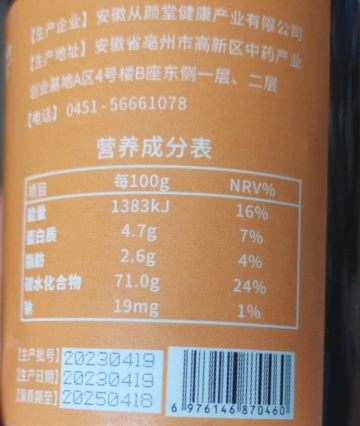 【生产企业】安徽从颜堂健康产业有限公司
【生产地址】安徽省亳州市高新区中药产业
创业基地A区4号楼B座东侧一层、二层
【电话】0451-56661078
营养成分表
项目 每100g NRV%
能量 1383kJ 16%
蛋白质 4.7g 7%
脂肪 2.6g 4%
碳水化合物 71.0g 24%
钠 19mg 1%
【生产批号】20230419
【生产日期】20230419
【保质期至】20250418
6 976146 870460